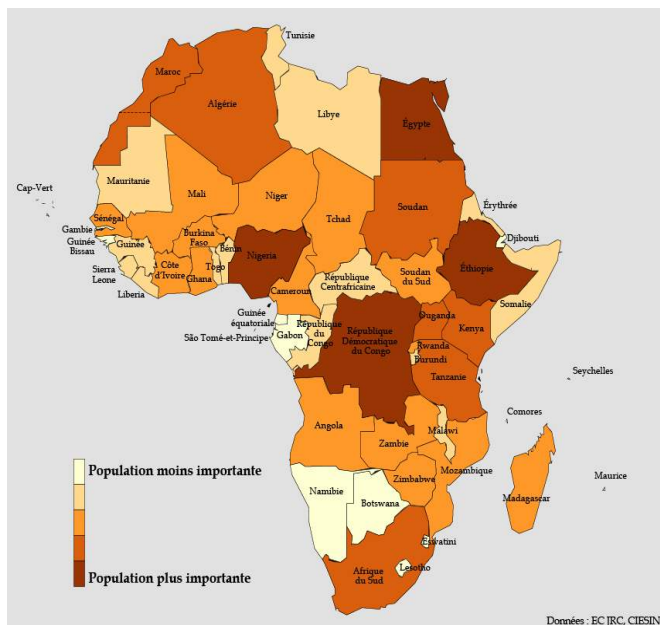 Tunisie
Maroc
Algérie
Libye
Égypte
Cap-Vert
Mauritanie
Mali
Niger
Tchad
Soudan
Érythrée
Sénégal
Gambie
Guinée
Bissau
Guinée
Burkina
Faso
Bénin
Nigeria
Djibouti
Sierra
Leone
Côte
d'Ivoire
Ghana
Togo
Liberia
Cameroun
République
Centrafricaine
Soudan
du Sud
Éthiopie
Somalie
Guinée
équatoriale
São Tomé-et-Principe
Gabon
République
du
Congo
République
Démocratique
du Congo
Ouganda
Kenya
Rwanda
Burundi
Tanzanie
Seychelles
Comores
Angola
Zambie
Malawi
Mozambique
Zimbabwe
Madagascar
Maurice
Namibie
Botswana
Eswatini
Lesotho
Afrique
du Sud
Population moins importante
Population plus importante
Données : EC JRC, CIESIN